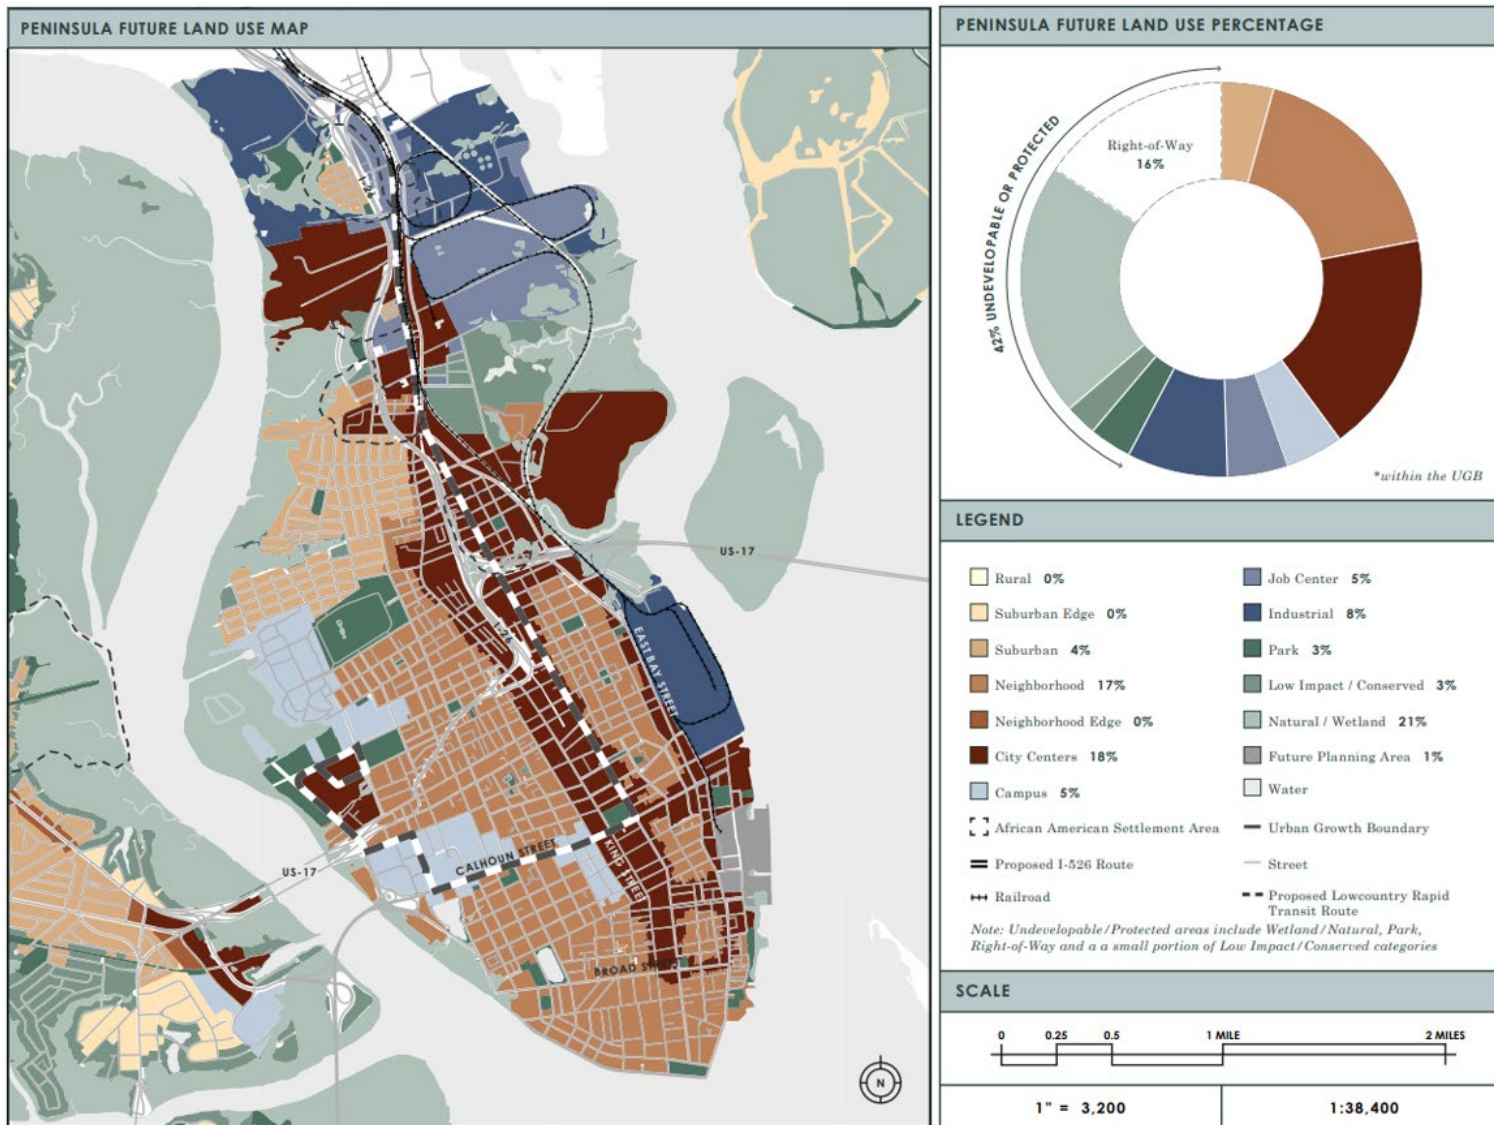 PENINSULA FUTURE LAND USE MAP
I-26
US-17
I-26
EAST BAY STREET
CALHOUN STREET
KING STREET
US-17
BROAD STREET
N
PENINSULA FUTURE LAND USE PERCENTAGE
42% UNDEVELOPABLE OR PROTECTED
Right-of-Way
16%
*within the UGB
LEGEND
Rural 0%
Suburban Edge 0%
Suburban 4%
Neighborhood 17%
Neighborhood Edge 0%
City Centers 18%
Campus 5%
African American Settlement Area
Proposed I-526 Route
Railroad
Job Center 5%
Industrial 8%
Park 3%
Low Impact / Conserved 3%
Natural / Wetland 21%
Future Planning Area 1%
Water
Urban Growth Boundary
Street
Proposed Lowcountry Rapid
Transit Route
Note: Undevelopable/Protected areas include Wetland/Natural, Park,
Right-of-Way and a a small portion of Low Impact/Conserved categories
SCALE
0 0.25 0.5 1 MILE 2 MILES
1" = 3,200
1:38,400